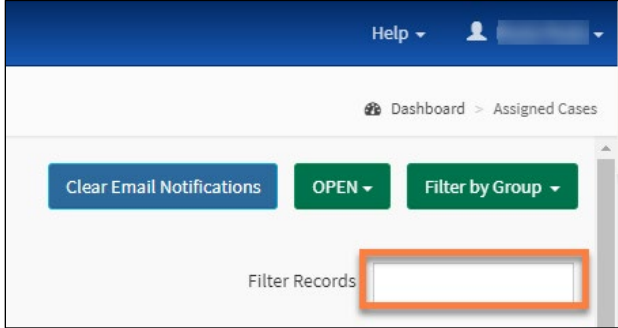 Help
Dashboard > Assigned Cases
Clear Email Notifications OPEN Filter by Group
Filter Records